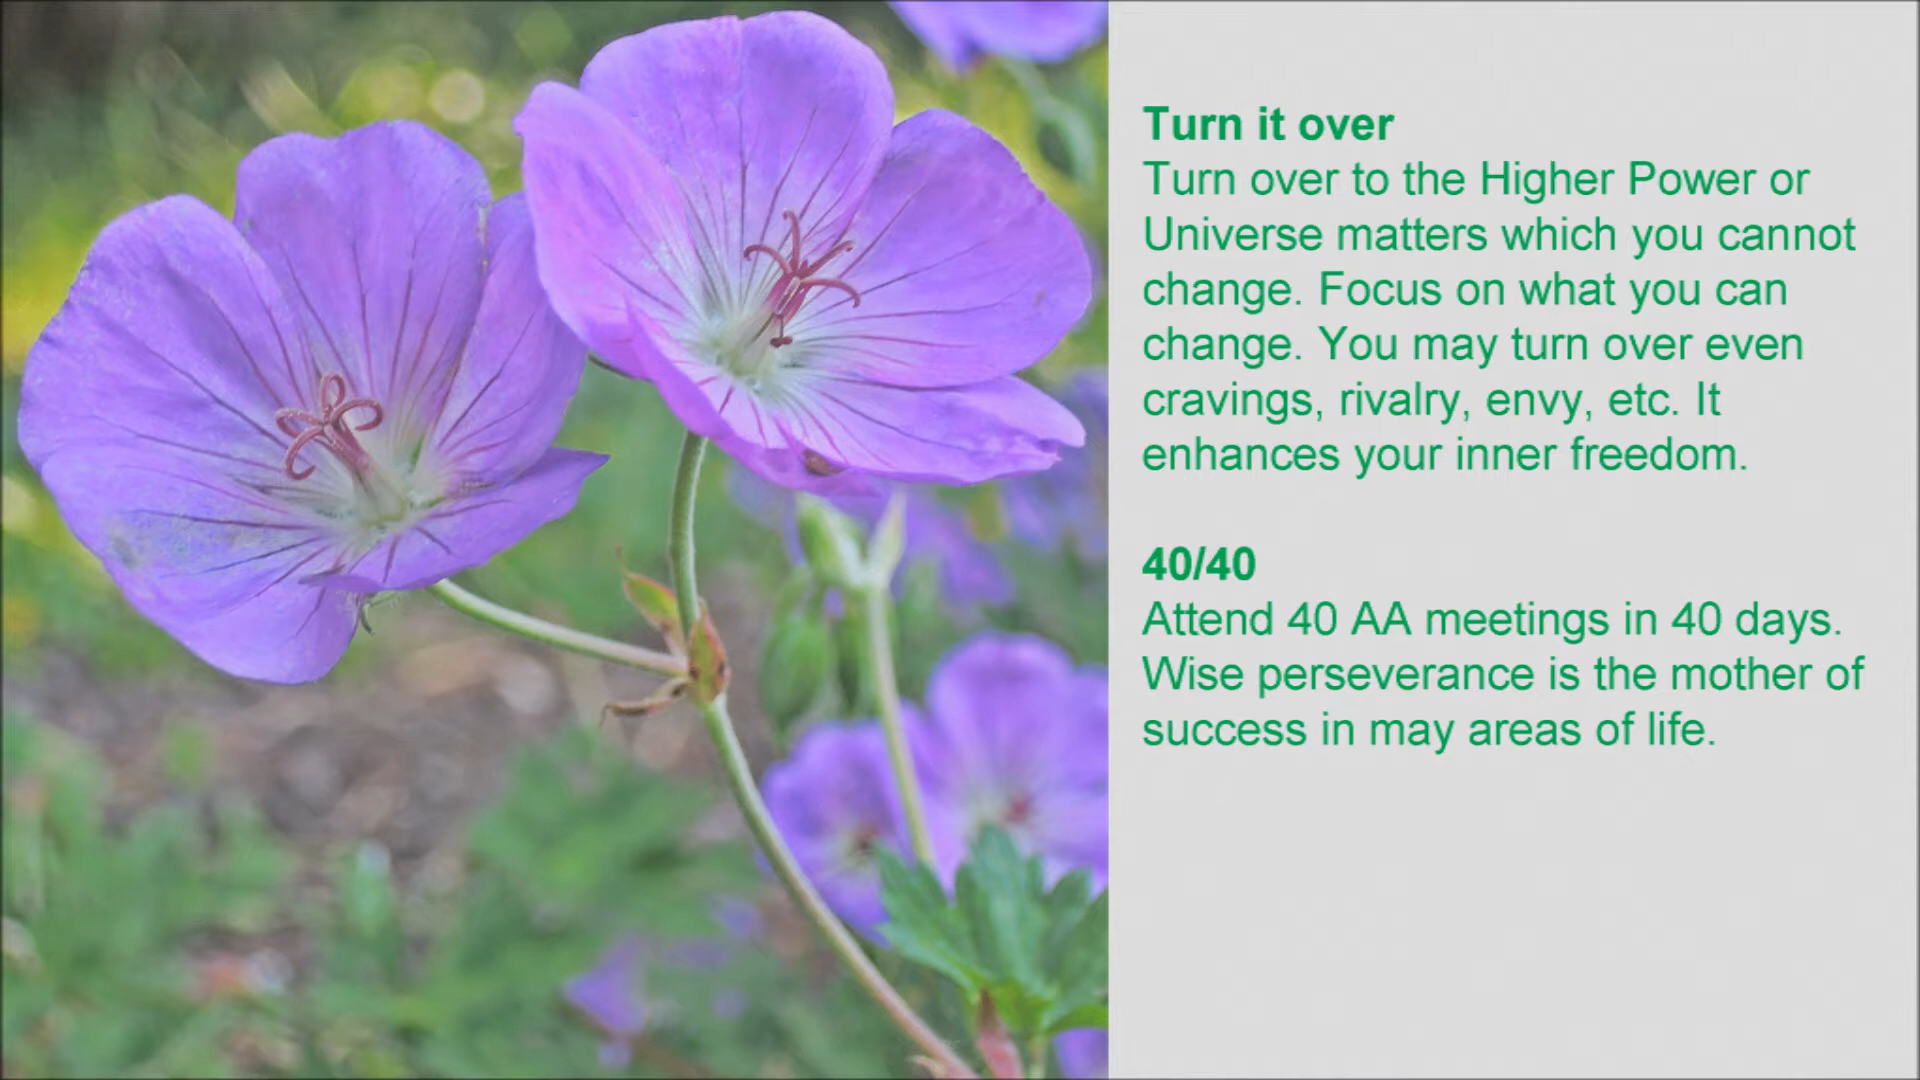 Turn it over
Turn over to the Higher Power or
Universe matters which you cannot
change. Focus on what you can
change. You may turn over even
cravings, rivalry, envy, etc. It
enhances your inner freedom.
40/40
Attend 40 AA meetings in 40 days.
Wise perseverance is the mother of
success in may areas of life.